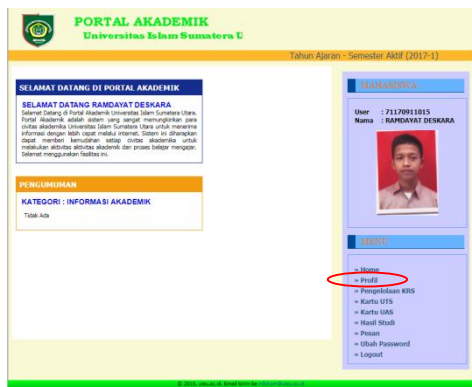 PORTAL AKADEMIK
Universitas Islam Sumatera U
Tahun Ajaran - Semester Aktif (2017-1)
SELAMAT DATANG DI PORTAL AKADEMIK
SELAMAT DATANG RAMDAYAT DESKARA
Selamat Datang di Portal Akademik Universitas Islam Sumatera Utara.
Portal Akademik adalah sistem yang sangat memungkinkan para
civitas akademika Universitas Islam Sumatera Utara untuk menerima
informasi dengan lebih cepat melalui internet. Sistem ini diharapkan
dapat memberi kemudahan setiap civitas akademika untuk
melakukan aktivitas aktivitas akademik dan proses belajar mengajar.
Selamat menggunakan fasilitas ini.
PENGUMUMAN
KATEGORI : INFORMASI AKADEMIK
Tidak Ada
MAHASISWA
User : 71170911015
Nama : RAMDAYAT DESKARA
MENU
» Home
» Profil
» Pengelolaan KRS
» Kartu UTS
» Kartu UAS
» Hasil Studi
» Pesan
» Ubah Password
» Logout